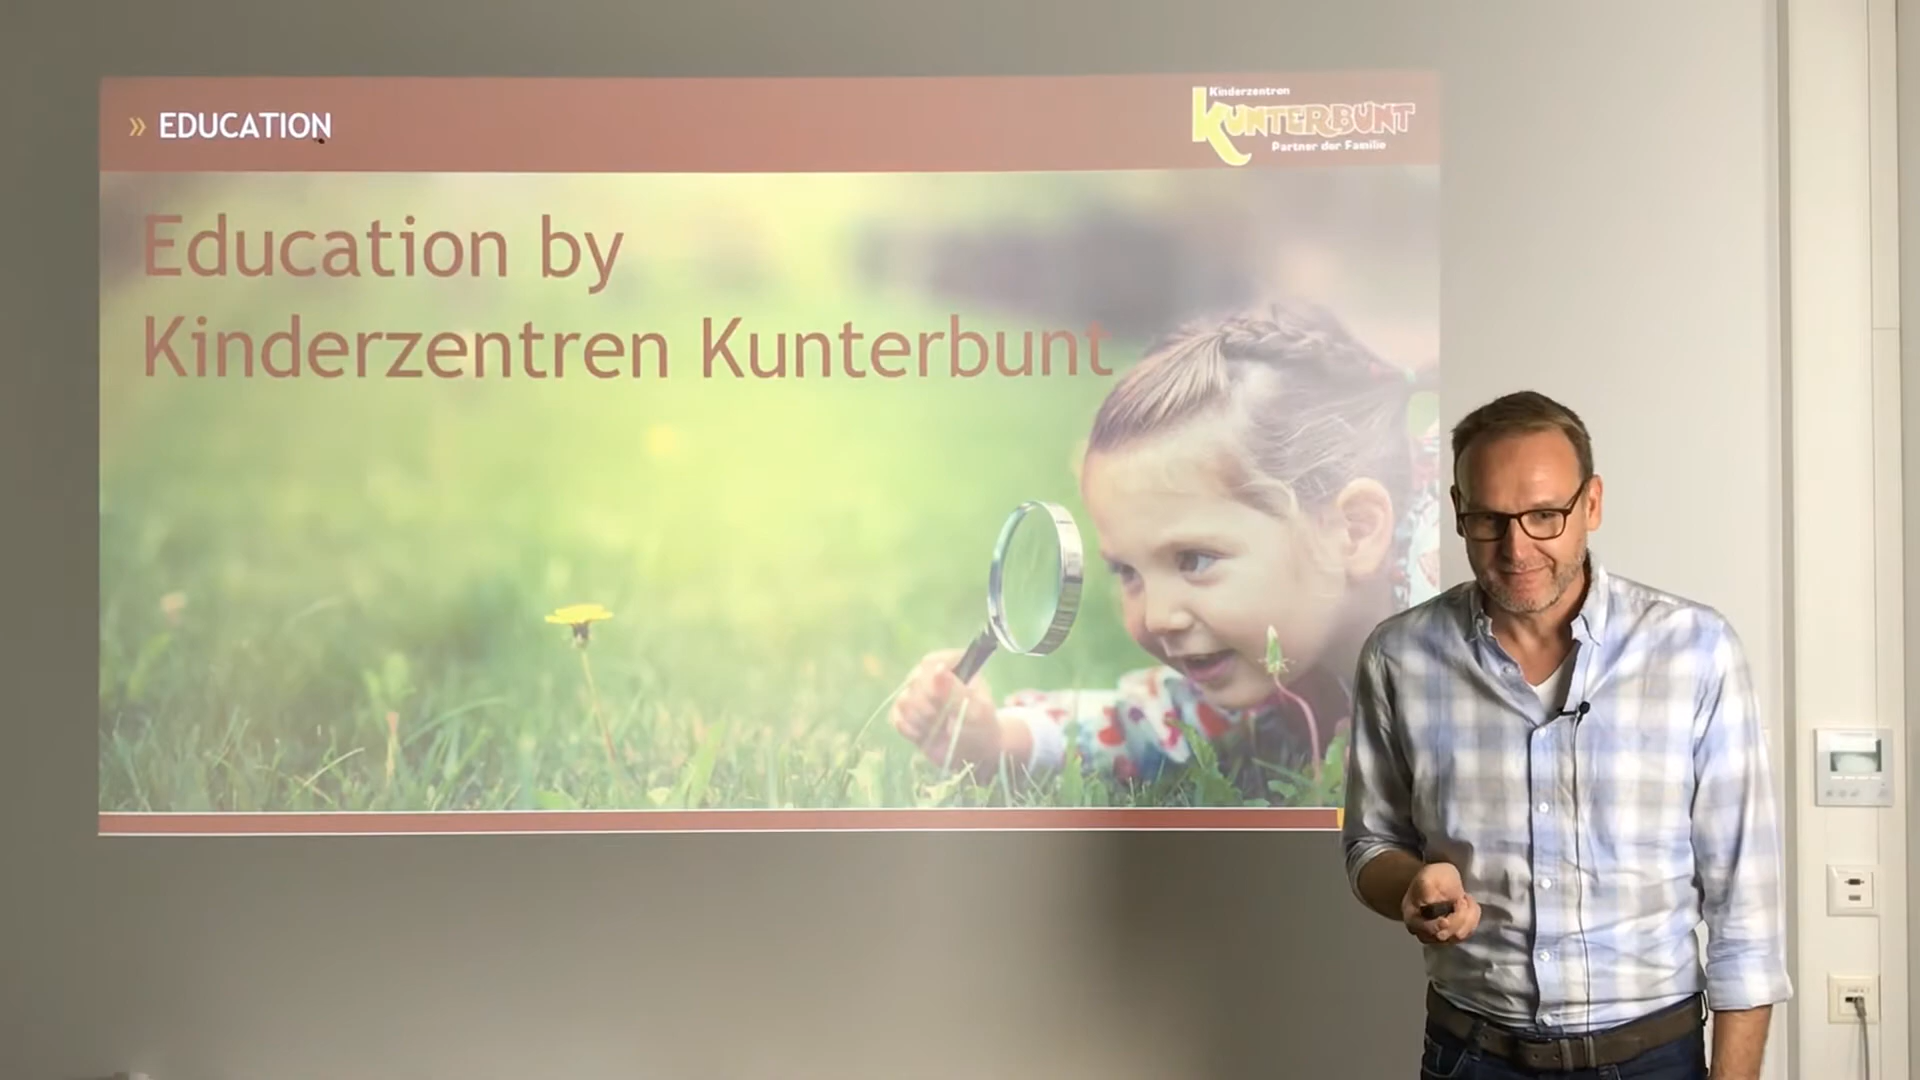 » EDUCATION
Kinderzentren
KUNTERBUNT
Partner der Familie
Education by
Kinderzentren Kunterbunt